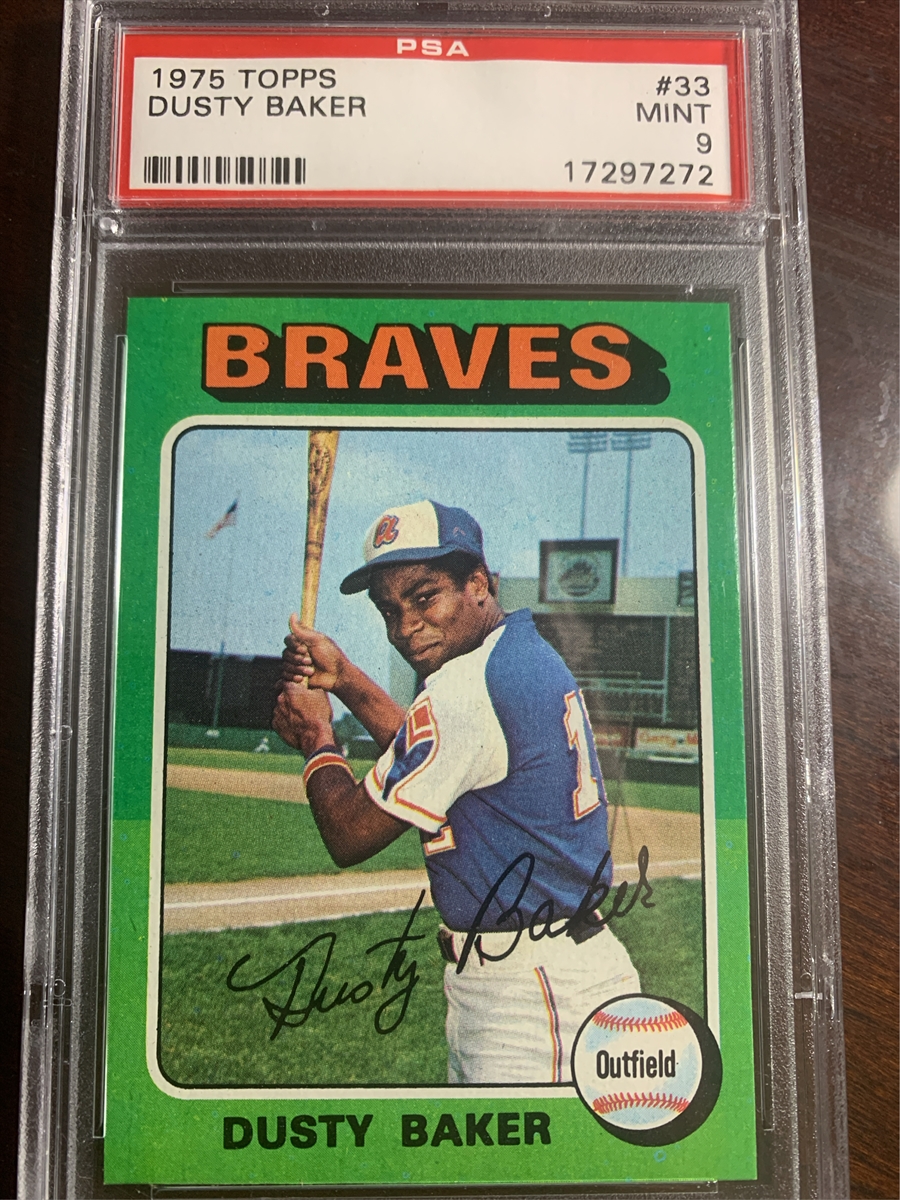 PSA
1975 TOPPS #33
DUSTY BAKER MINT
9
17297272
BRAVES
a
Dusty Baker
Outfield
DUSTY BAKER